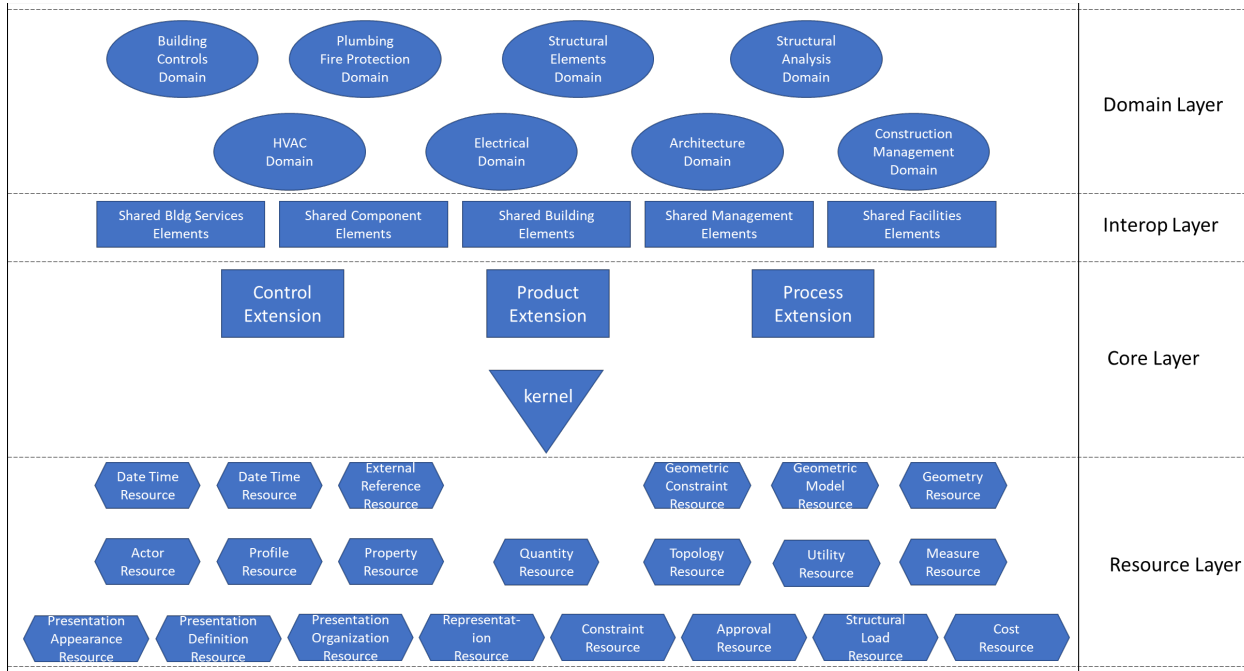 Building
Controls
Domain
Plumbing
Fire Protection
Domain
Structural
Elements
Domain
Structural
Analysis
Domain
HVAC
Domain
Electrical
Domain
Architecture
Domain
Construction
Management
Domain
Domain Layer
Shared Bldg Services
Elements
Shared Component
Elements
Shared Building
Elements
Shared Management
Elements
Shared Facilities
Elements
Interop Layer
Control
Extension
Product
Extension
Process
Extension
kernel
Core Layer
Date Time
Resource
Date Time
Resource
External
Reference
Resource
Geometric
Constraint
Resource
Geometric
Model
Resource
Geometry
Resource
Actor
Resource
Profile
Resource
Property
Resource
Quantity
Resource
Topology
Resource
Utility
Resource
Measure
Resource
Resource Layer
Presentation
Appearance
Resource
Presentation
Definition
Resource
Presentation
Organization
Resource
Representat-
ion
Resource
Constraint
Resource
Approval
Resource
Structural
Load
Resource
Cost
Resource